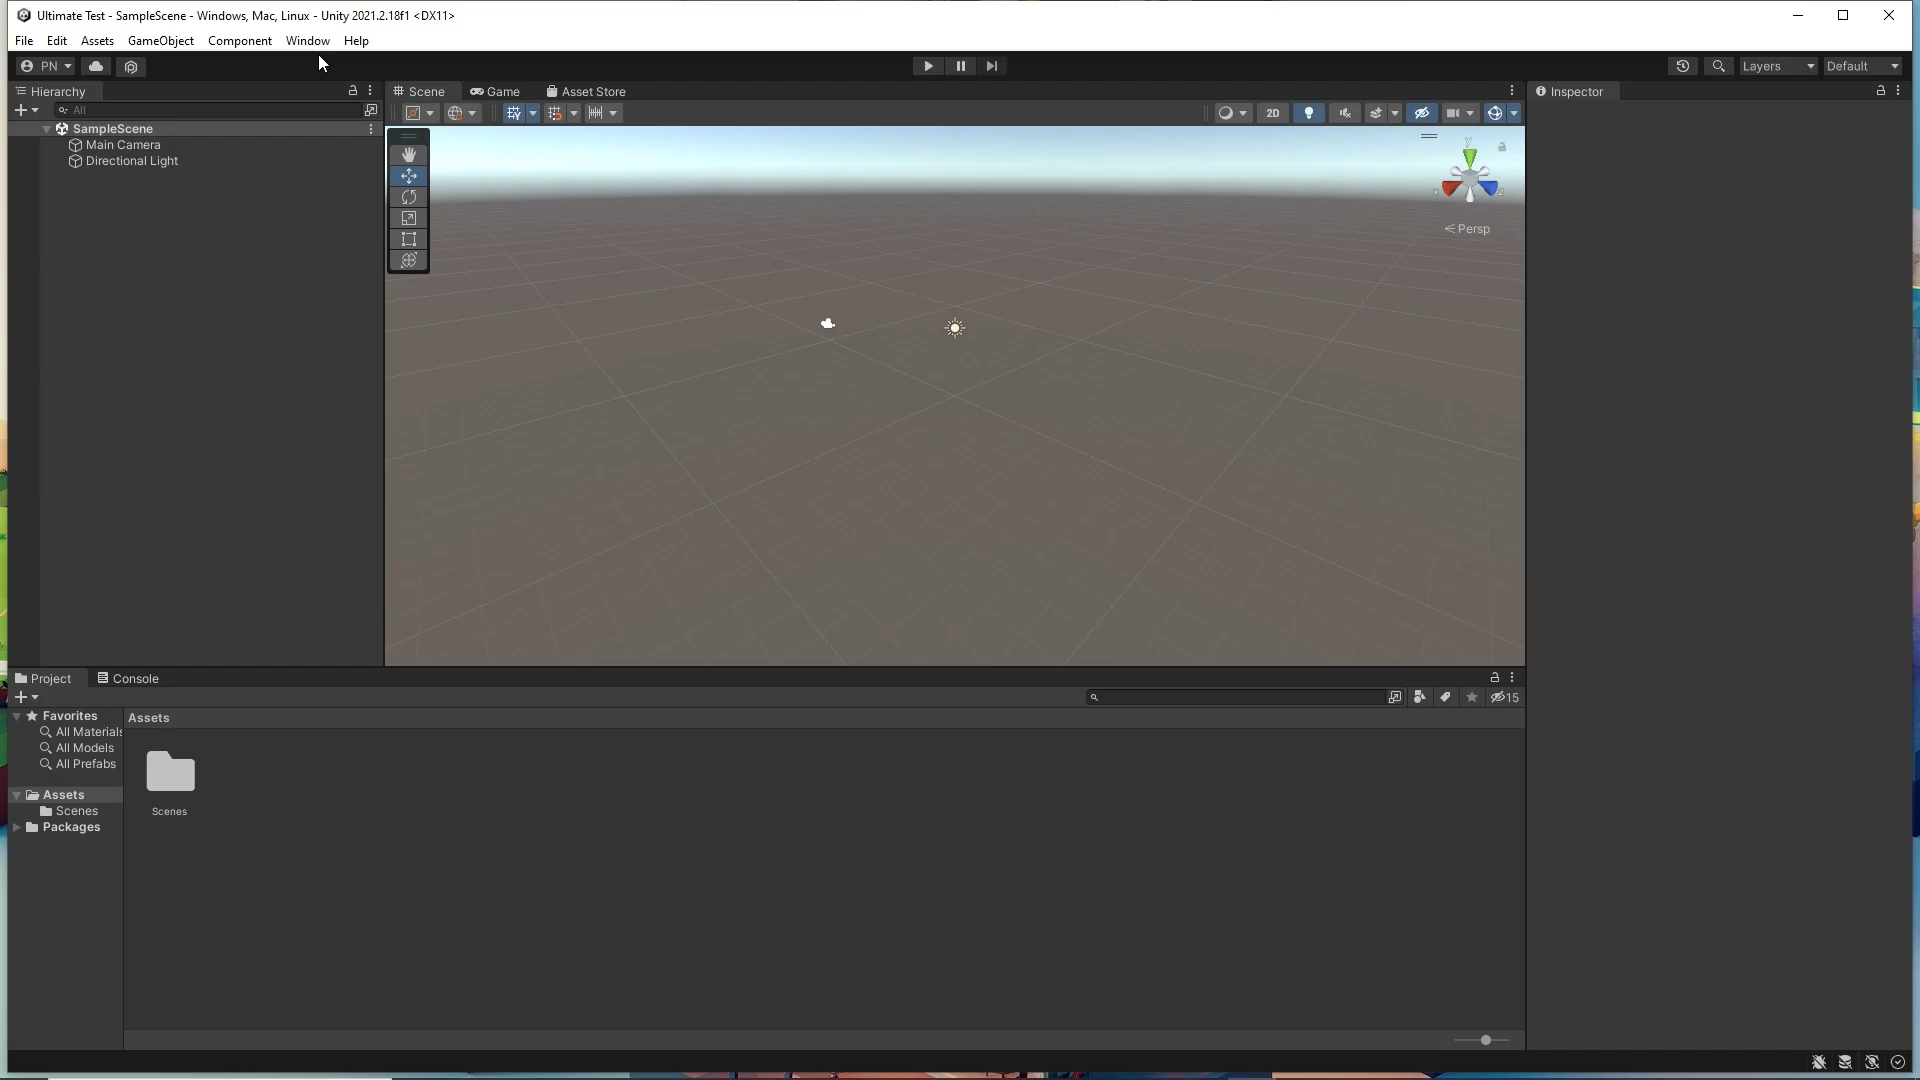 Ultimate Test - SampleScene - Windows, Mac, Linux - Unity 2021.2.18f1 <DX11>
File Edit Assets GameObject Component Window Help
PN Layers Default
Hierarchy Scene Game Asset Store Inspector
All 2D
SampleScene
Main Camera
Directional Light
y
x z
Persp
Project Console
15
Favorites Assets
All Materials
All Models
All Prefabs
Assets
Scenes Scenes
Packages